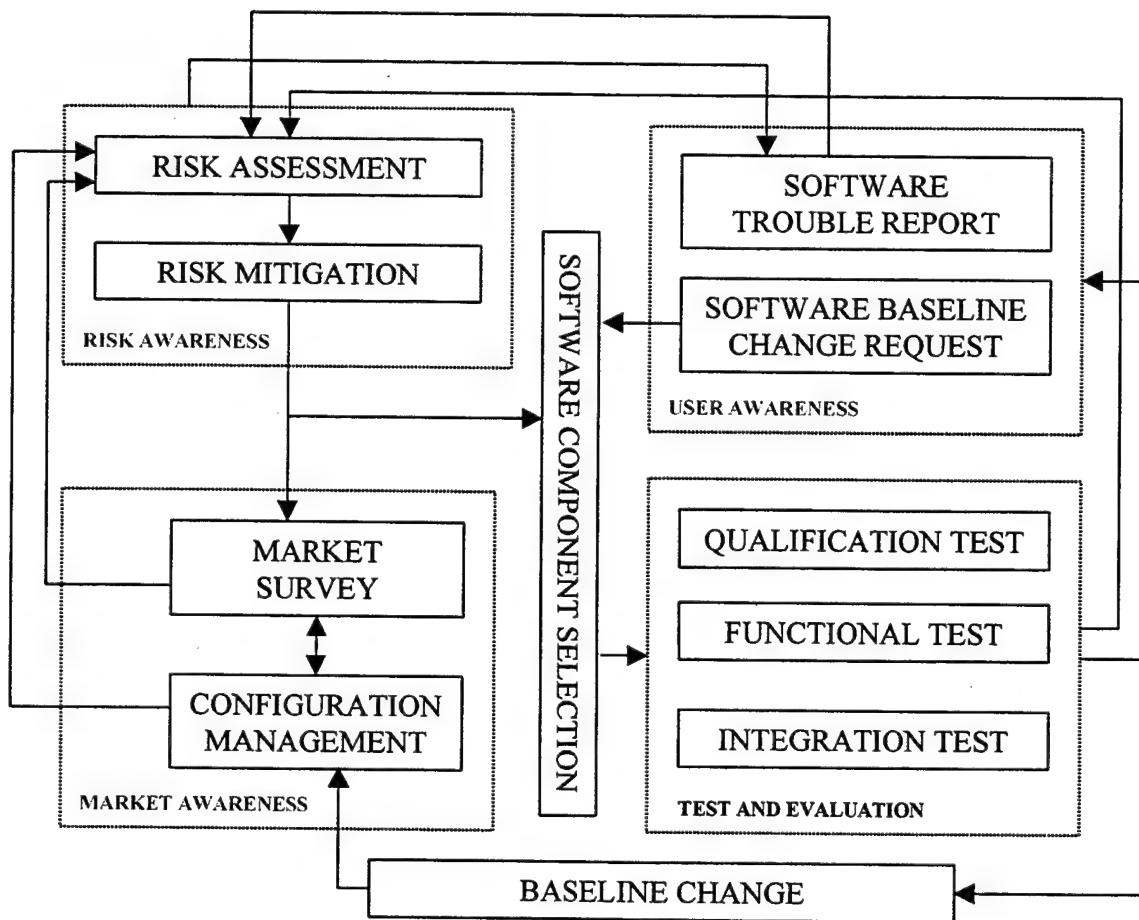 RISK ASSESSMENT
RISK MITIGATION
RISK AWARENESS
SOFTWARE
TROUBLE REPORT
SOFTWARE BASELINE
CHANGE REQUEST
USER AWARENESS
SOFTWARE COMPONENT SELECTION
MARKET
SURVEY
CONFIGURATION
MANAGEMENT
MARKET AWARENESS
QUALIFICATION TEST
FUNCTIONAL TEST
INTEGRATION TEST
TEST AND EVALUATION
BASELINE CHANGE